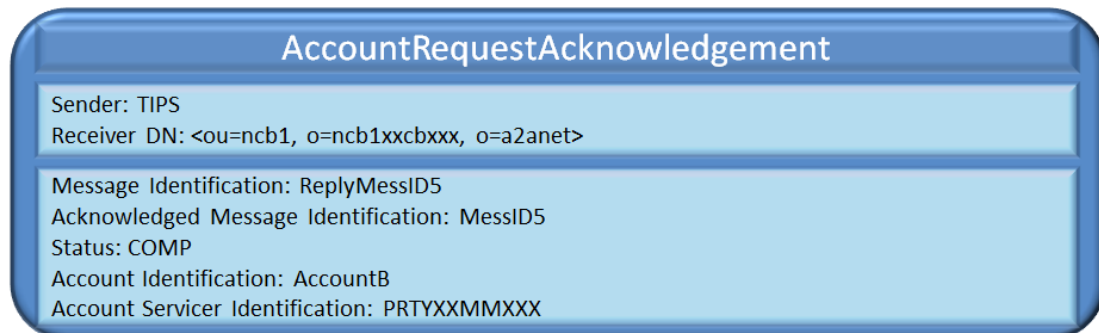 AccountRequestAcknowledgement
Sender: TIPS
Receiver DN: <ou=ncb1, o=ncb1xxcbxxx, o=a2anet>
Message Identification: ReplyMessID5
Acknowledged Message Identification: MessID5
Status: COMP
Account Identification: AccountB
Account Servicer Identification: PRTYXXMMXXX